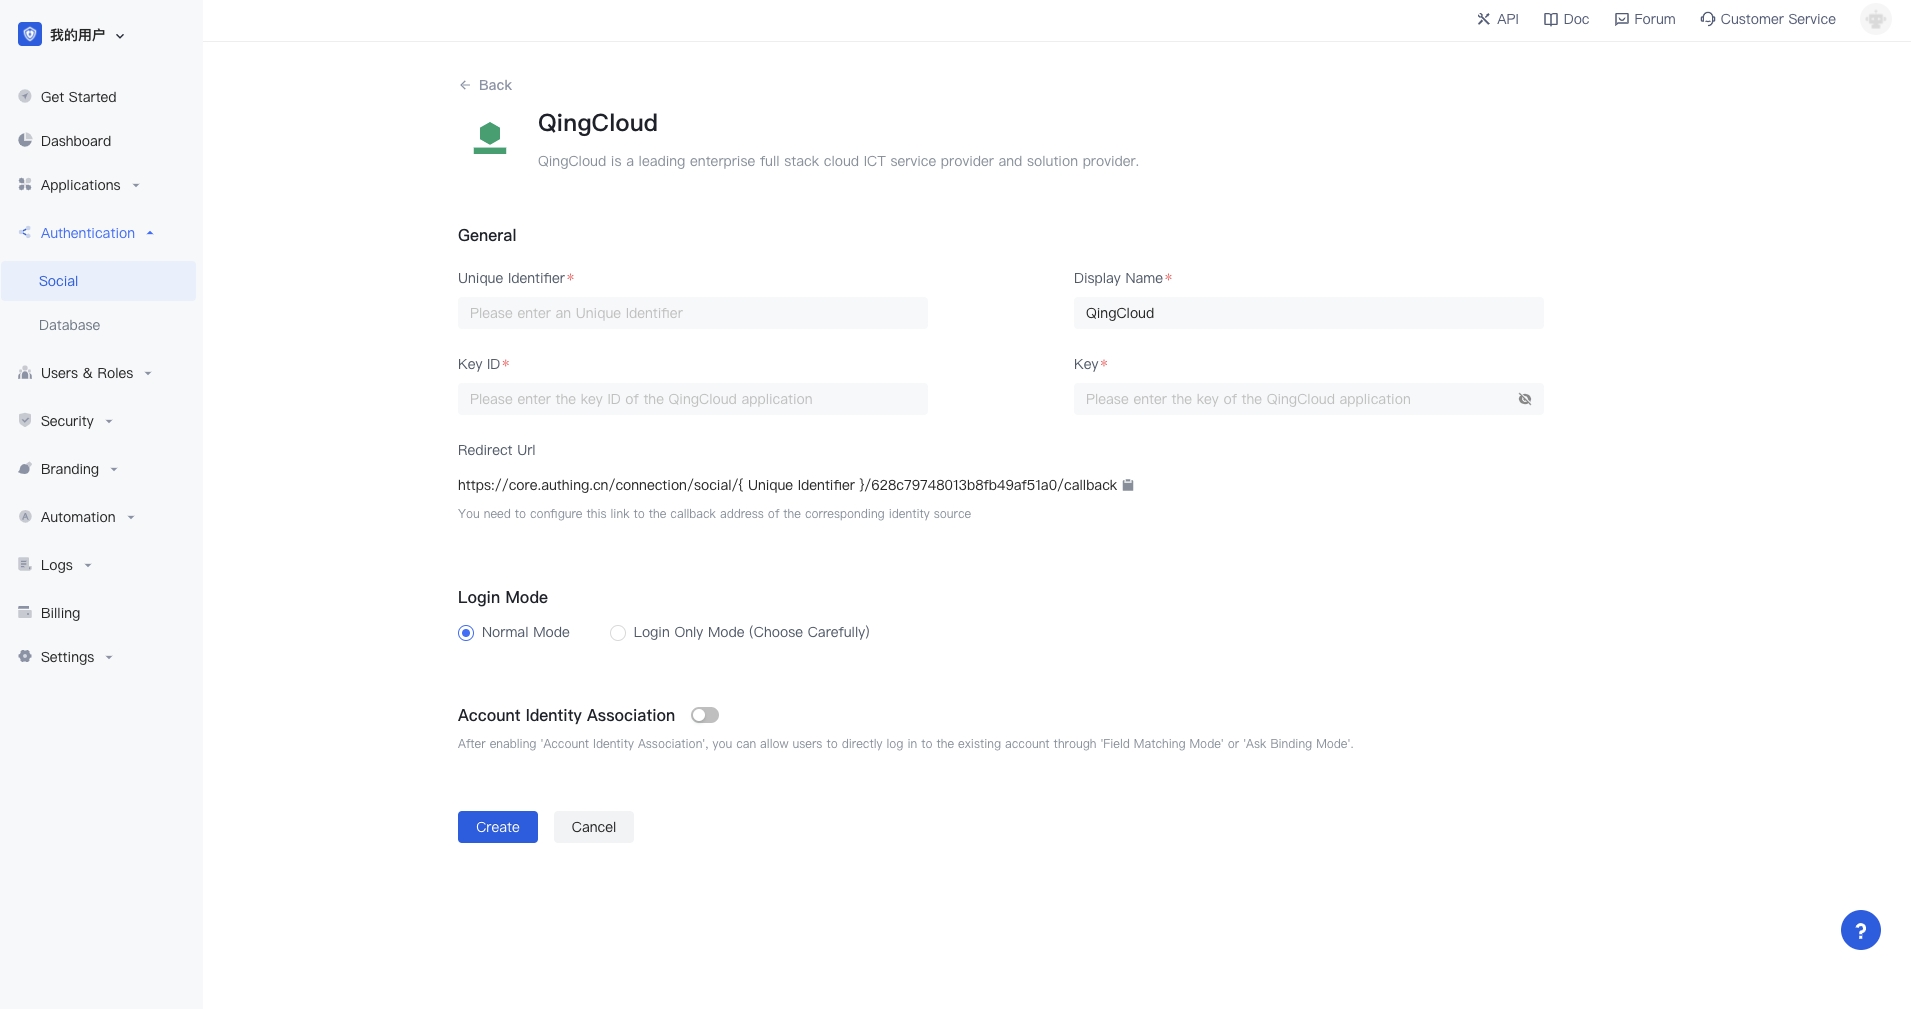 我的用户
API
Doc
Forum
Customer Service
Get Started
Dashboard
Applications
Authentication
Social
Database
Users & Roles
Security
Branding
Automation
Logs
Billing
Settings
Back
QingCloud
QingCloud is a leading enterprise full stack cloud ICT service provider and solution provider.
General
Unique Identifier*
Please enter an Unique Identifier
Display Name*
QingCloud
Key ID*
Please enter the key ID of the QingCloud application
Key*
Please enter the key of the QingCloud application
Redirect Url
https://core.authing.cn/connection/social/{ Unique Identifier }/628c79748013b8fb49af51a0/callback
You need to configure this link to the callback address of the corresponding identity source
Login Mode
Normal Mode
Login Only Mode (Choose Carefully)
Account Identity Association
After enabling 'Account Identity Association', you can allow users to directly log in to the existing account through 'Field Matching Mode' or 'Ask Binding Mode'.
Create
Cancel
?